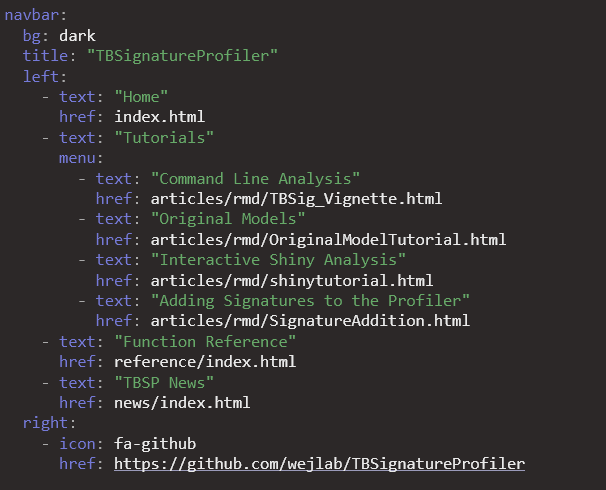 navbar:
  bg: dark
  title: "TBSignatureProfiler"
  left:
    - text: "Home"
      href: index.html
    - text: "Tutorials"
      menu:
        - text: "Command Line Analysis"
          href: articles/rmd/TBSig_Vignette.html
        - text: "Original Models"
          href: articles/rmd/OriginalModelTutorial.html
        - text: "Interactive Shiny Analysis"
          href: articles/rmd/shinytutorial.html
        - text: "Adding Signatures to the Profiler"
          href: articles/rmd/SignatureAddition.html
    - text: "Function Reference"
      href: reference/index.html
    - text: "TBSP News"
      href: news/index.html
  right:
    - icon: fa-github
      href: https://github.com/wejlab/TBSignatureProfiler